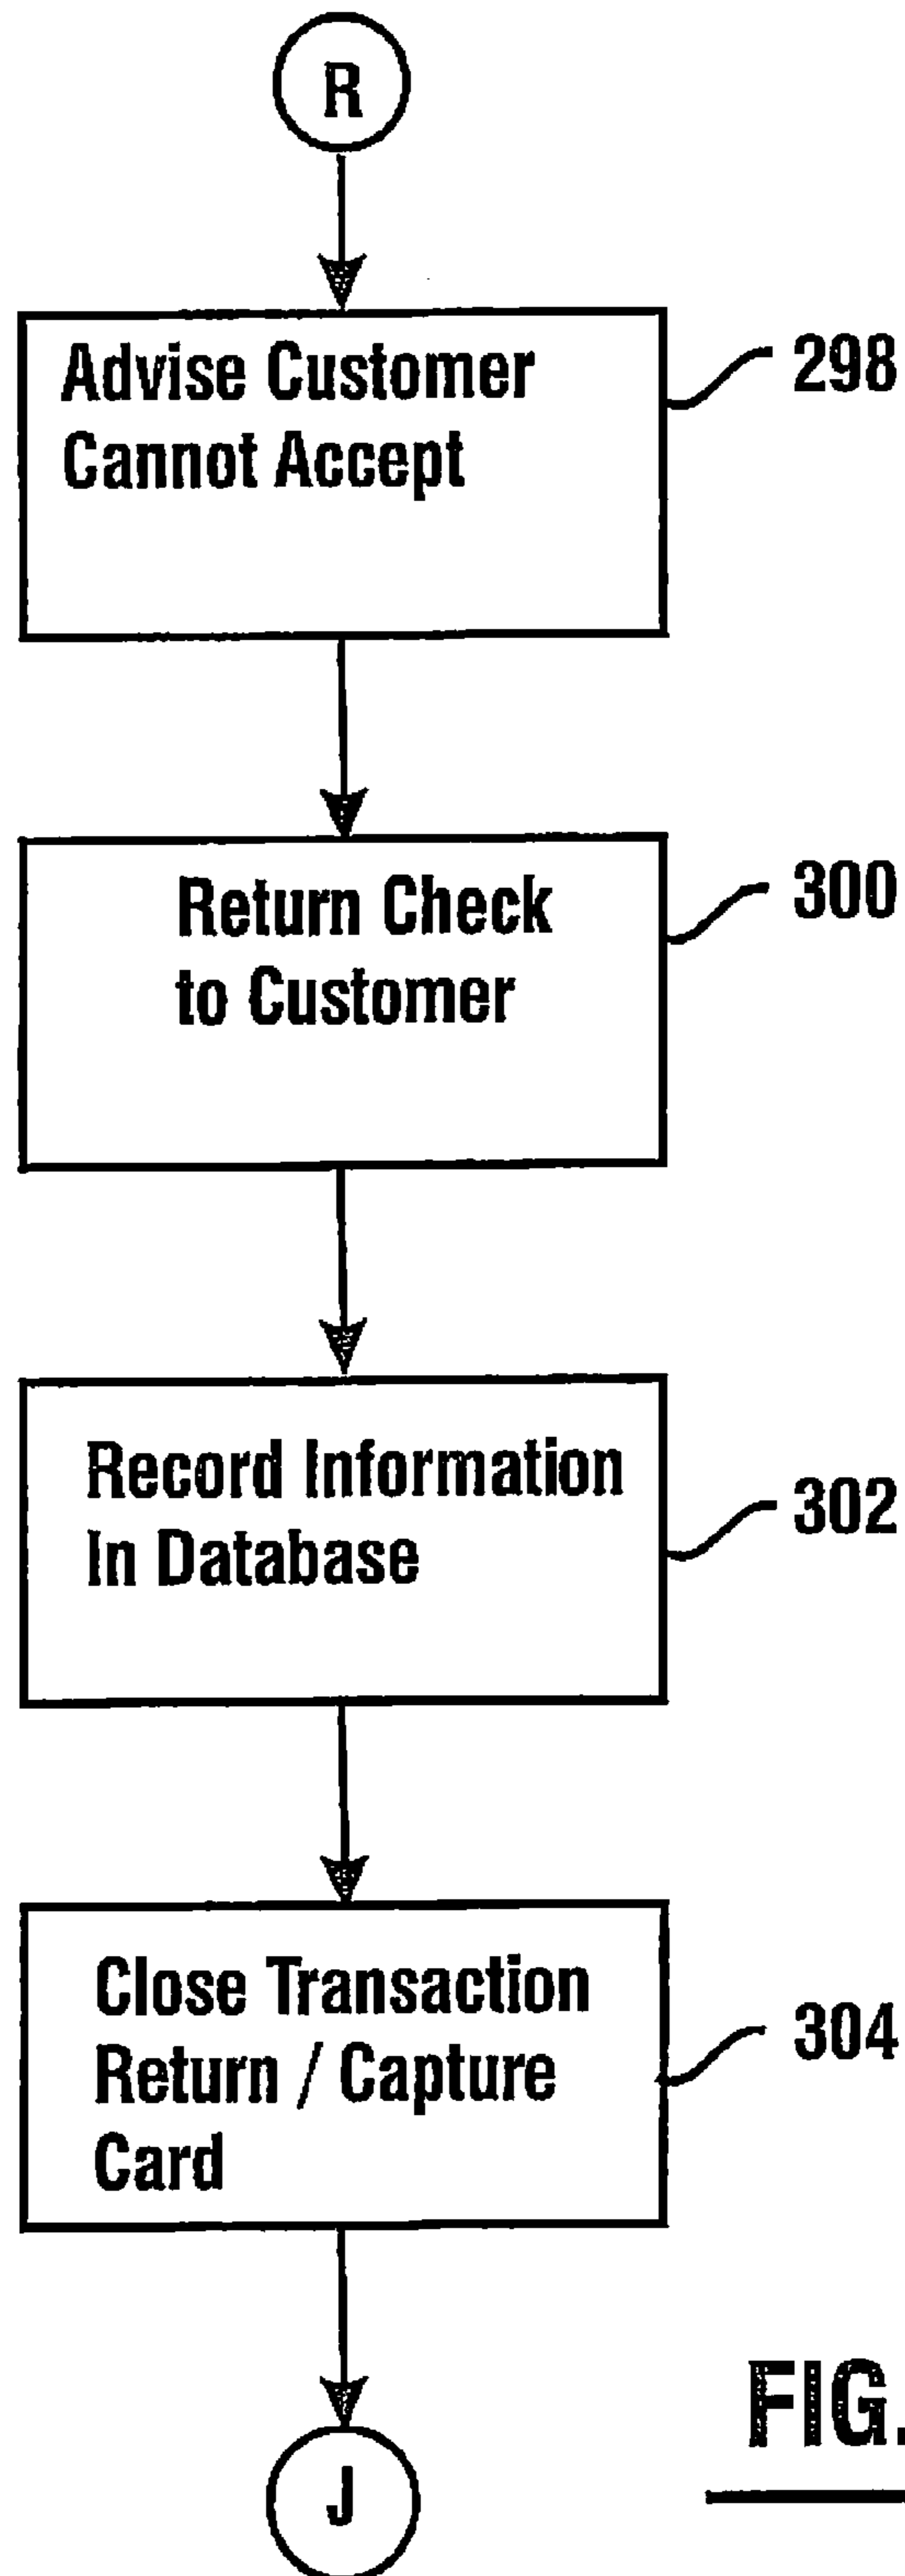 R
Advise Customer
Cannot Accept
298
Return Check
to Customer
300
Record Information
In Database
302
Close Transaction
Return / Capture
Card
304
J
FIG.